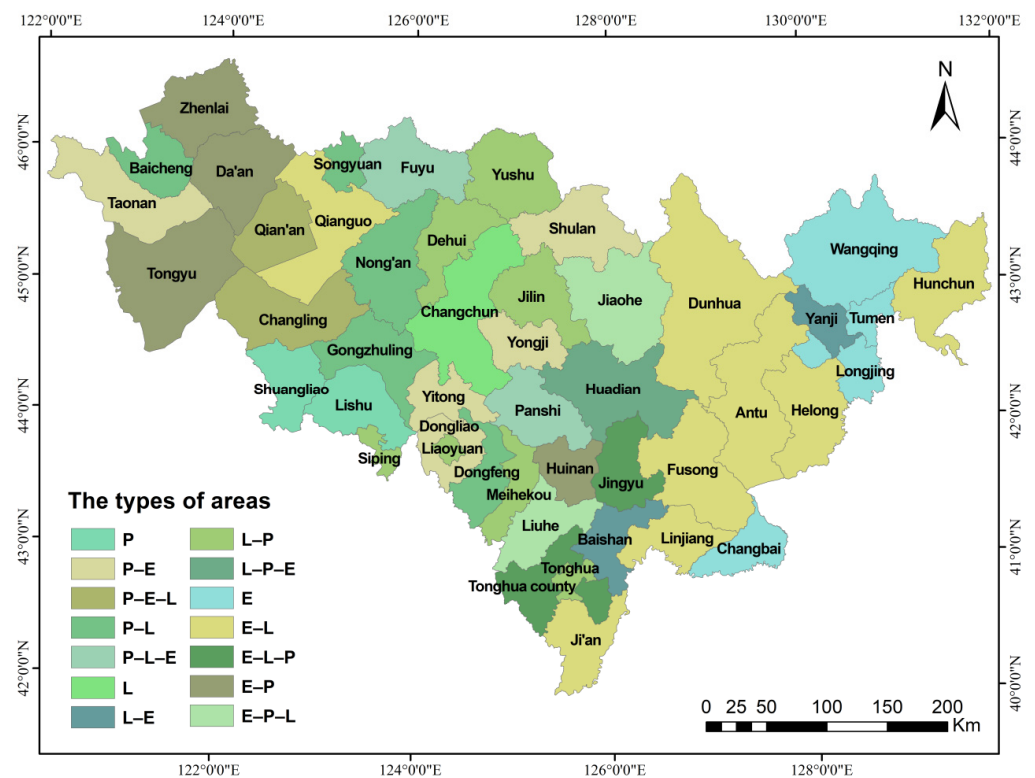 122°0'0"E 124°0'0"E 126°0'0"E 128°0'0"E 130°0'0"E 132°0'0"E
N
46°0'0"N
45°0'0"N
44°0'0"N
43°0'0"N
42°0'0"N
44°0'0"N
43°0'0"N
42°0'0"N
41°0'0"N
40°0'0"N
Zhenlai
Baicheng
Da'an
Songyuan
Fuyu
Yushu
Taonan
Qian'an
Qianguo
Shulan
Dehui
Wangqing
Nong'an
Tongyu
Hunchun
Jilin
Jiaohe
Dunhua
Changling
Changchun
Yanji
Tumen
Yongji
Gongzhuling
Longjing
Shuangliao
Lishu
Yitong
Panshi
Huadian
Antu
Helong
Dongliao
Liaoyuan
Siping
Dongfeng
Huinan
Jingyu
Fusong
Meihekou
Liuhe
Baishan
Linjiang
Changbai
Tonghua
Tonghua county
Ji'an
The types of areas
P
P–E
P–E–L
P–L
P–L–E
L
L–E
L–P
L–P–E
E
E–L
E–L–P
E–P
E–P–L
0 25 50 100 150 200
Km
122°0'0"E 124°0'0"E 126°0'0"E 128°0'0"E